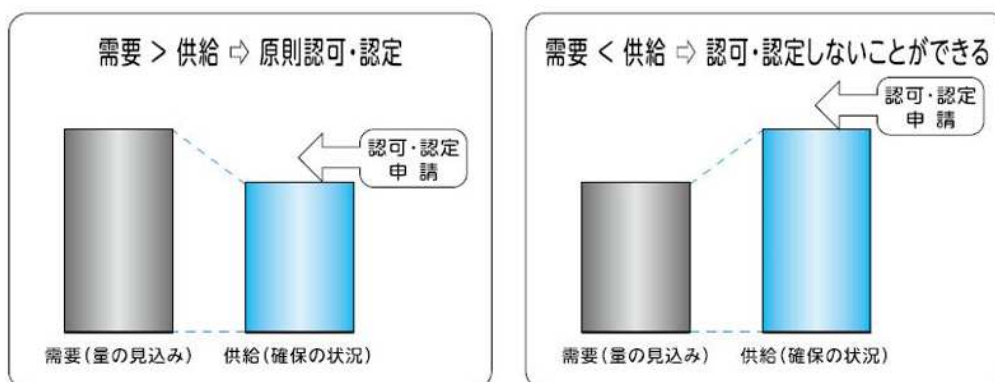 需要 > 供給 ⇨ 原則認可・認定
認可・認定
申 請
需要(量の見込み)
供給(確保の状況)
需要 < 供給 ⇨ 認可・認定しないことができる
認可・認定
申 請
需要(量の見込み)
供給(確保の状況)